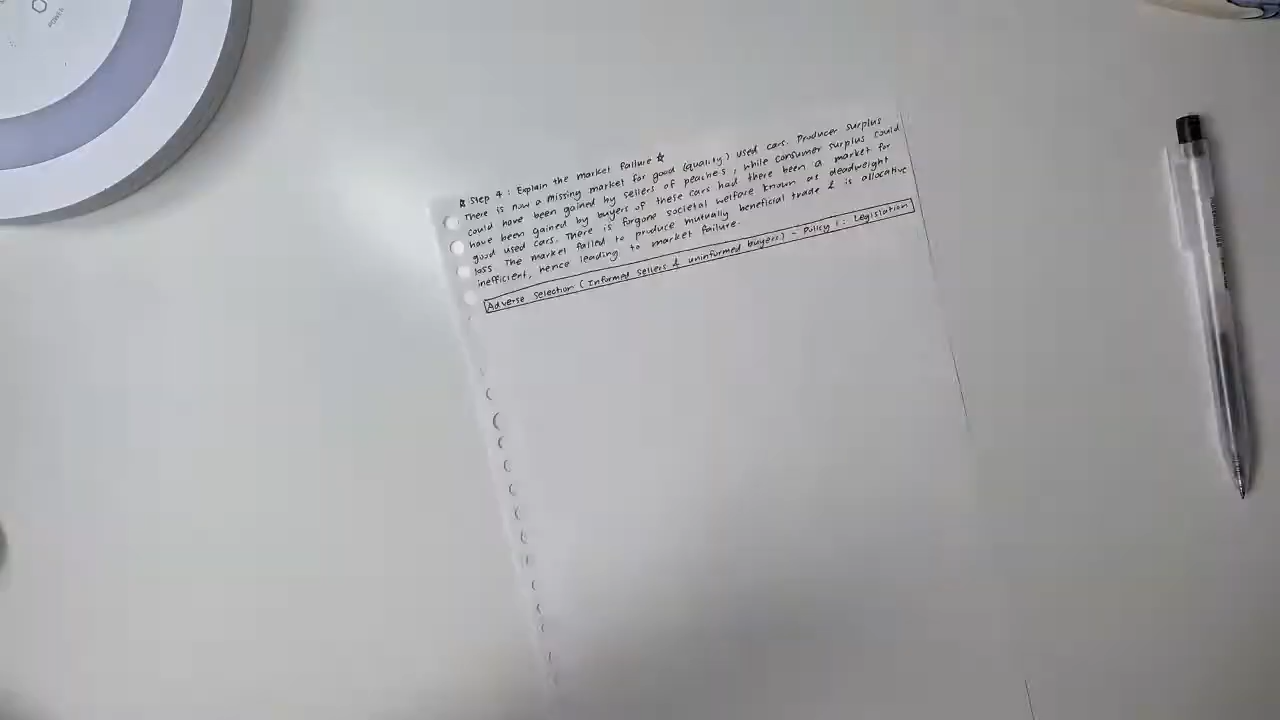 ☆ Step 4 : Explain the market failure ☆
There is now a missing market for good (quality) used cars. Producer surplus
could have been gained by sellers of peaches, while consumer surplus could
have been gained by buyers of these cars had there been a market for
good used cars. There is forgone societal welfare known as deadweight
loss. The market failed to produce mutually beneficial trade & is allocative
inefficient, hence leading to market failure.
Adverse Selection (Informed sellers & uninformed buyers) - Policy 1: Legislation
POWER